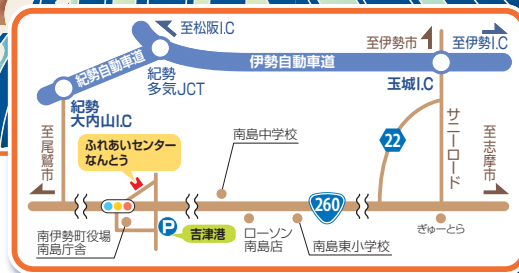 至松阪I.C
至伊勢市
至伊勢I.C
紀勢自動車道
紀勢
多気JCT
伊勢自動車道
玉城I.C
紀勢
大内山I.C
至尾鷲市
ふれあいセンター
なんとう
南島中学校
22
サニーロード
至志摩市
260
南伊勢町役場
南島庁舎
P
吉津港
ローソン
南島店
南島東小学校
ぎゅーとら